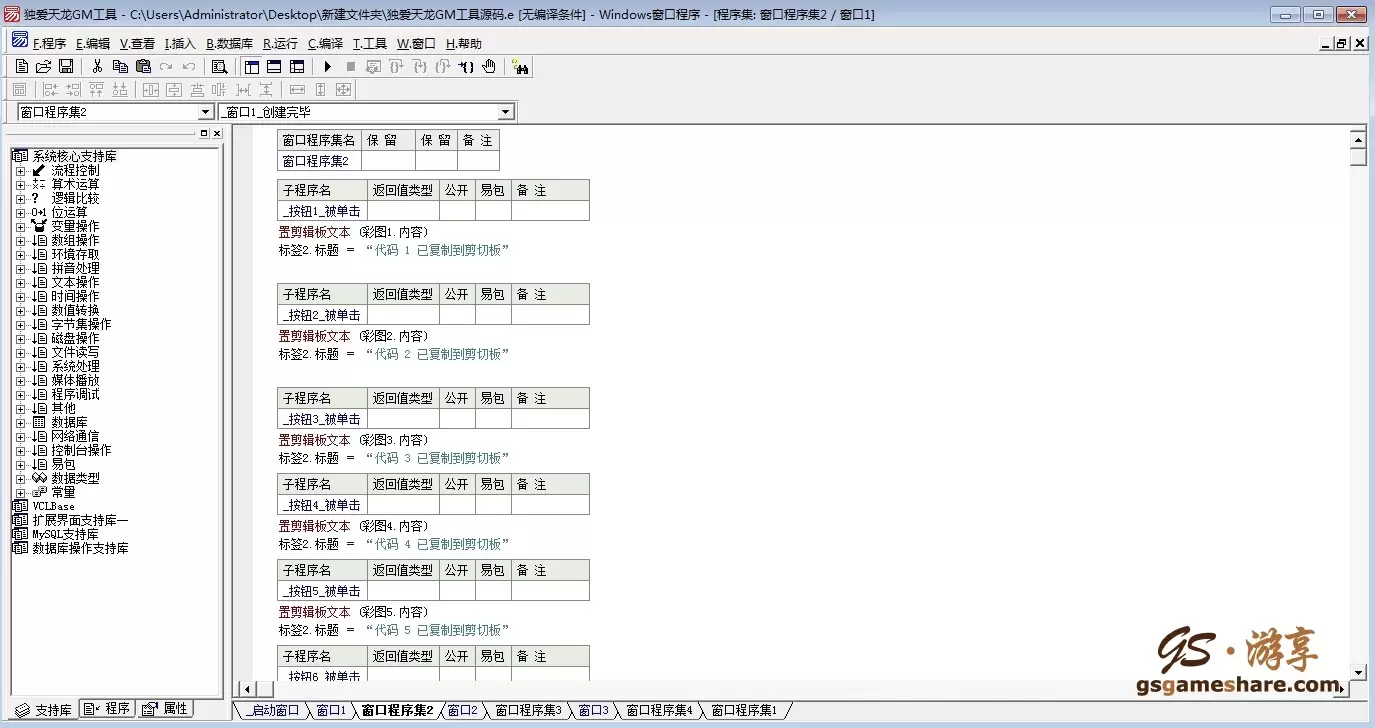 独爱天龙GM工具 - C:\Users\Administrator\Desktop\新建文件夹\独爱天龙GM工具源码.e [无编译条件] - Windows窗口程序 - [程序集: 窗口程序集2 / 窗口1]
F.程序 E.编辑 V.查看 I.插入 B.数据库 R.运行 C.编译 T.工具 W.窗口 H.帮助
窗口程序集2 _窗口1_创建完毕
系统核心支持库
流程控制
算术运算
逻辑比较
位运算
变量操作
数组操作
环境存取
拼音处理
文本操作
时间操作
数值转换
字节集操作
磁盘操作
文件读写
系统处理
媒体播放
程序调试
其他
数据库
网络通信
控制台操作
易包
数据类型
常量
VCLBase
扩展界面支持库一
MySQL支持库
数据库操作支持库
支持库 程序 属性
窗口程序集名 保 留 保 留 备 注
窗口程序集2
子程序名 返回值类型 公开 易包 备 注
_按钮1_被单击
置剪辑板文本 (彩图1.内容)
标签2.标题 = “代码 1 已复制到剪切板”
子程序名 返回值类型 公开 易包 备 注
_按钮2_被单击
置剪辑板文本 (彩图2.内容)
标签2.标题 = “代码 2 已复制到剪切板”
子程序名 返回值类型 公开 易包 备 注
_按钮3_被单击
置剪辑板文本 (彩图3.内容)
标签2.标题 = “代码 3 已复制到剪切板”
子程序名 返回值类型 公开 易包 备 注
_按钮4_被单击
置剪辑板文本 (彩图4.内容)
标签2.标题 = “代码 4 已复制到剪切板”
子程序名 返回值类型 公开 易包 备 注
_按钮5_被单击
置剪辑板文本 (彩图5.内容)
标签2.标题 = “代码 5 已复制到剪切板”
子程序名 返回值类型 公开 易包 备 注
_按钮6_被单击
_启动窗口 窗口1 窗口程序集2 窗口2 窗口程序集3 窗口3 窗口程序集4 窗口程序集1
GS·游享
gsgameshare.com